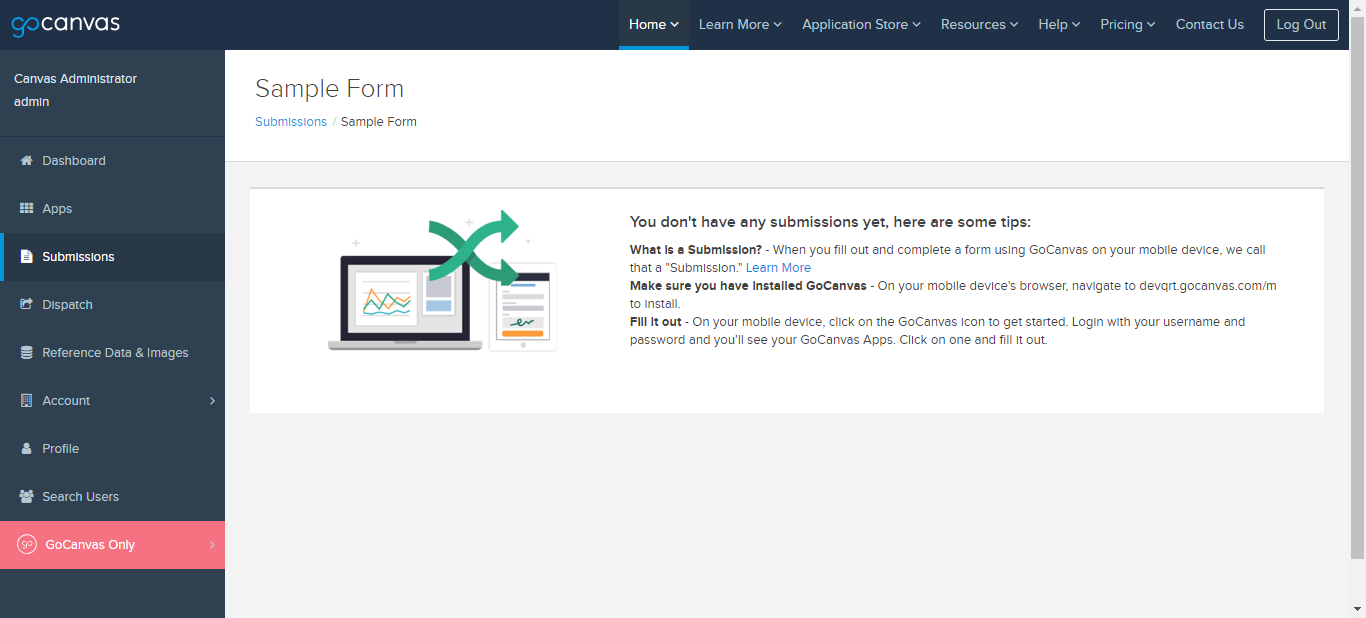 gocanvas
Home
Learn More
Application Store
Resources
Help
Pricing
Contact Us
Log Out
Canvas Administrator
admin
Dashboard
Apps
Submissions
Dispatch
Reference Data & Images
Account
Profile
Search Users
go GoCanvas Only
Sample Form
Submissions / Sample Form
You don't have any submissions yet, here are some tips:
What is a Submission? - When you fill out and complete a form using GoCanvas on your mobile device, we call
that a "Submission." Learn More
Make sure you have installed GoCanvas - On your mobile device's browser, navigate to devqrt.gocanvas.com/m
to install.
Fill it out - On your mobile device, click on the GoCanvas icon to get started. Login with your username and
password and you'll see your GoCanvas Apps. Click on one and fill it out.